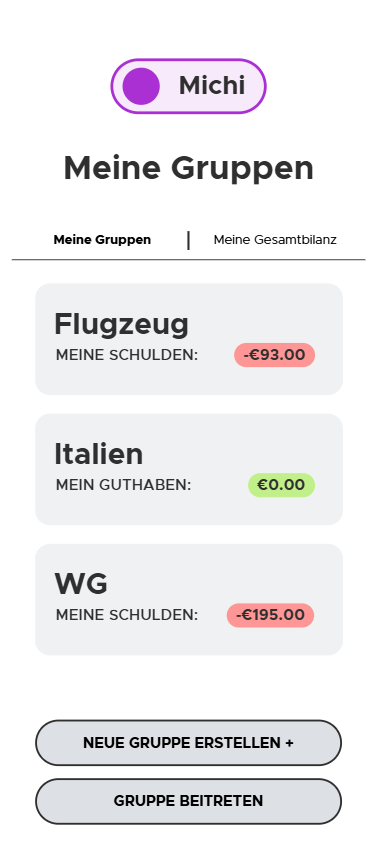 Michi
Meine Gruppen
Meine Gruppen | Meine Gesamtbilanz
Flugzeug
MEINE SCHULDEN: -€93.00
Italien
MEIN GUTHABEN: €0.00
WG
MEINE SCHULDEN: -€195.00
NEUE GRUPPE ERSTELLEN +
GRUPPE BEITRETEN